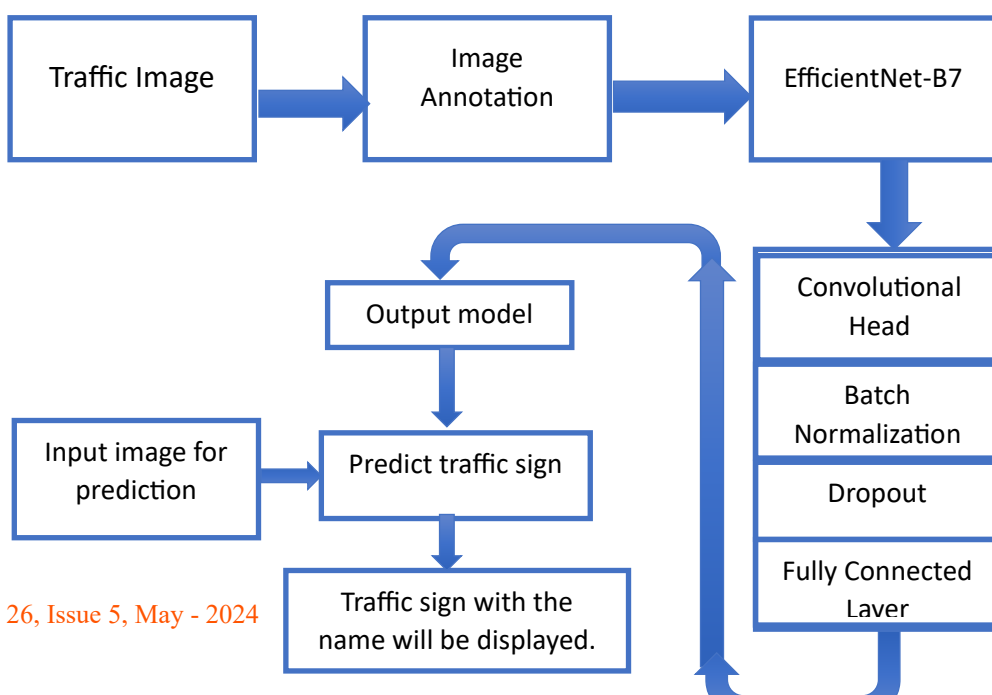 Traffic Image
Image
Annotation
EfficientNet-B7
Convolutional
Head
Batch
Normalization
Dropout
Fully Connected
Layer
Output model
Input image for
prediction
Predict traffic sign
Traffic sign with the
name will be displayed.
26, Issue 5, May - 2024